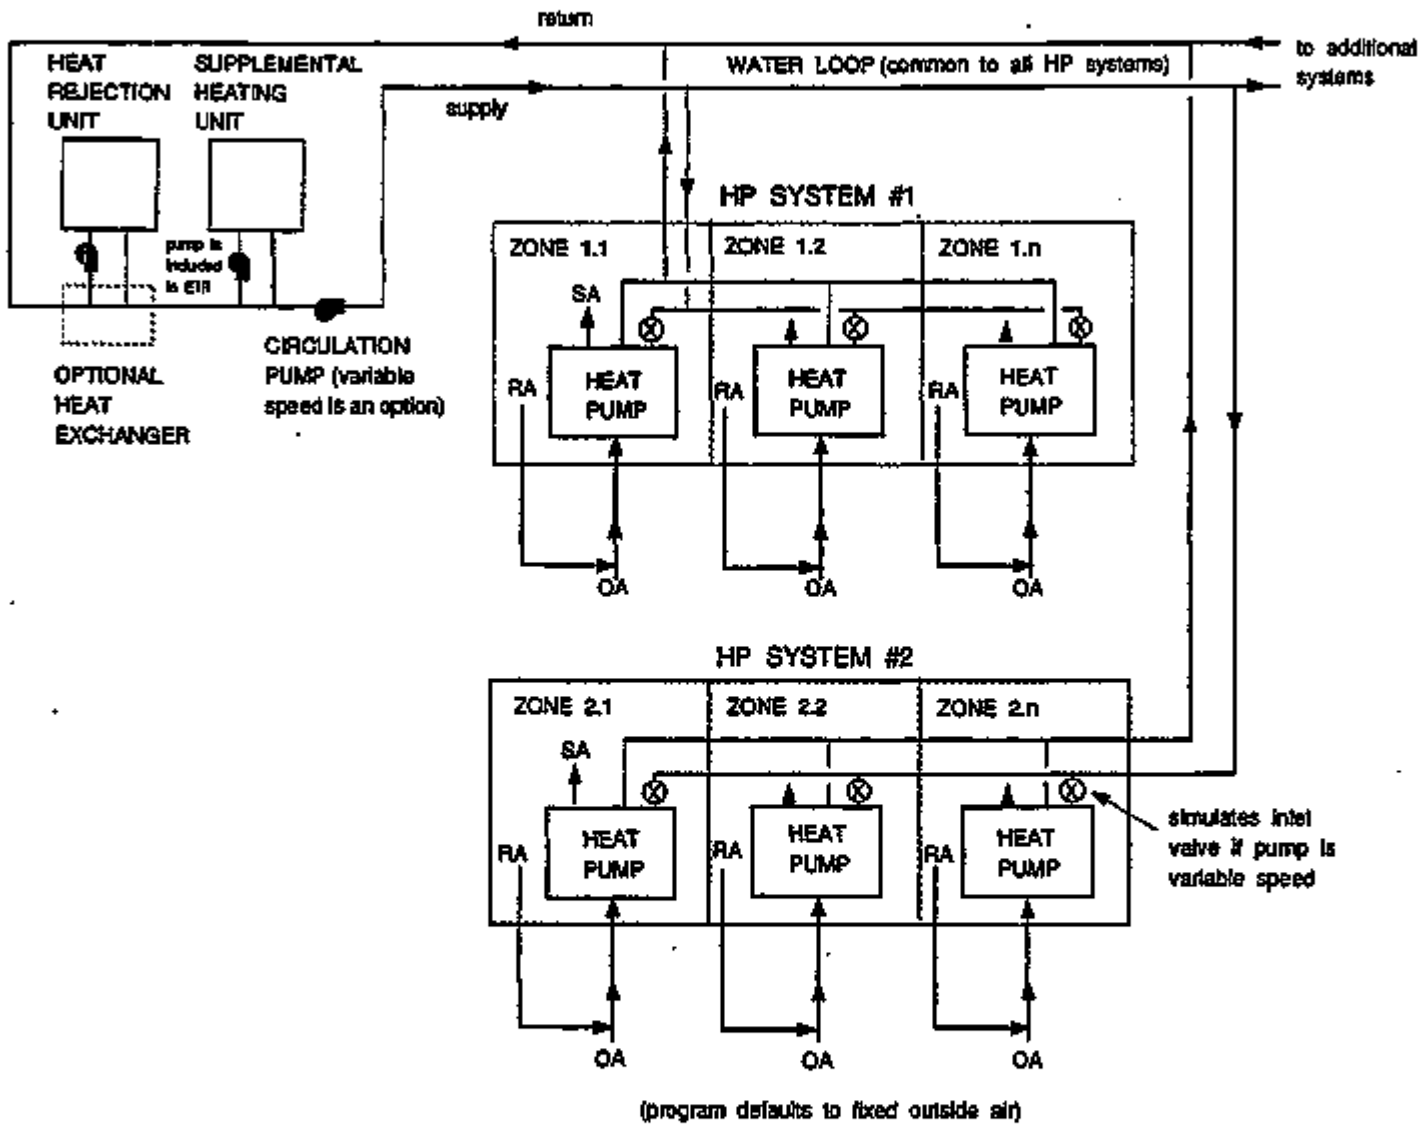 return
to additional
systems
WATER LOOP (common to all HP systems)
supply
HEAT
REJECTION
UNIT
SUPPLEMENTAL
HEATING
UNIT
pump is
included
in EIR
OPTIONAL
HEAT
EXCHANGER
CIRCULATION
PUMP (variable
speed is an option)
HP SYSTEM #1
ZONE 1.1
ZONE 1.2
ZONE 1.n
SA
RA
HEAT
PUMP
RA
HEAT
PUMP
RA
HEAT
PUMP
OA
OA
OA
HP SYSTEM #2
ZONE 2.1
ZONE 2.2
ZONE 2.n
SA
RA
HEAT
PUMP
RA
HEAT
PUMP
RA
HEAT
PUMP
simulates inlet
valve if pump is
variable speed
OA
OA
OA
(program defaults to fixed outside air)